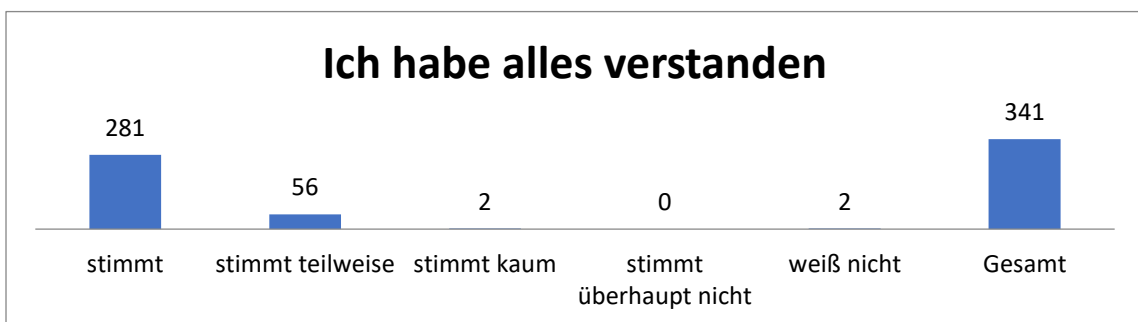 Ich habe alles verstanden
281
56
2
0
2
341
stimmt
stimmt teilweise
stimmt kaum
stimmt
überhaupt nicht
weiß nicht
Gesamt